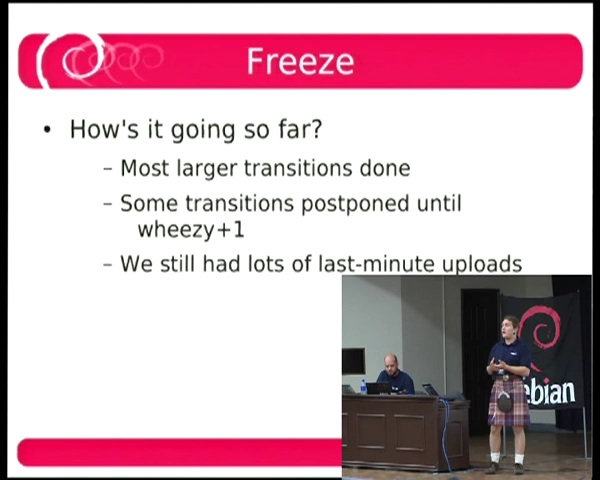 Freeze
• How's it going so far?
– Most larger transitions done
– Some transitions postponed until
wheezy+1
– We still had lots of last-minute uploads
ebian